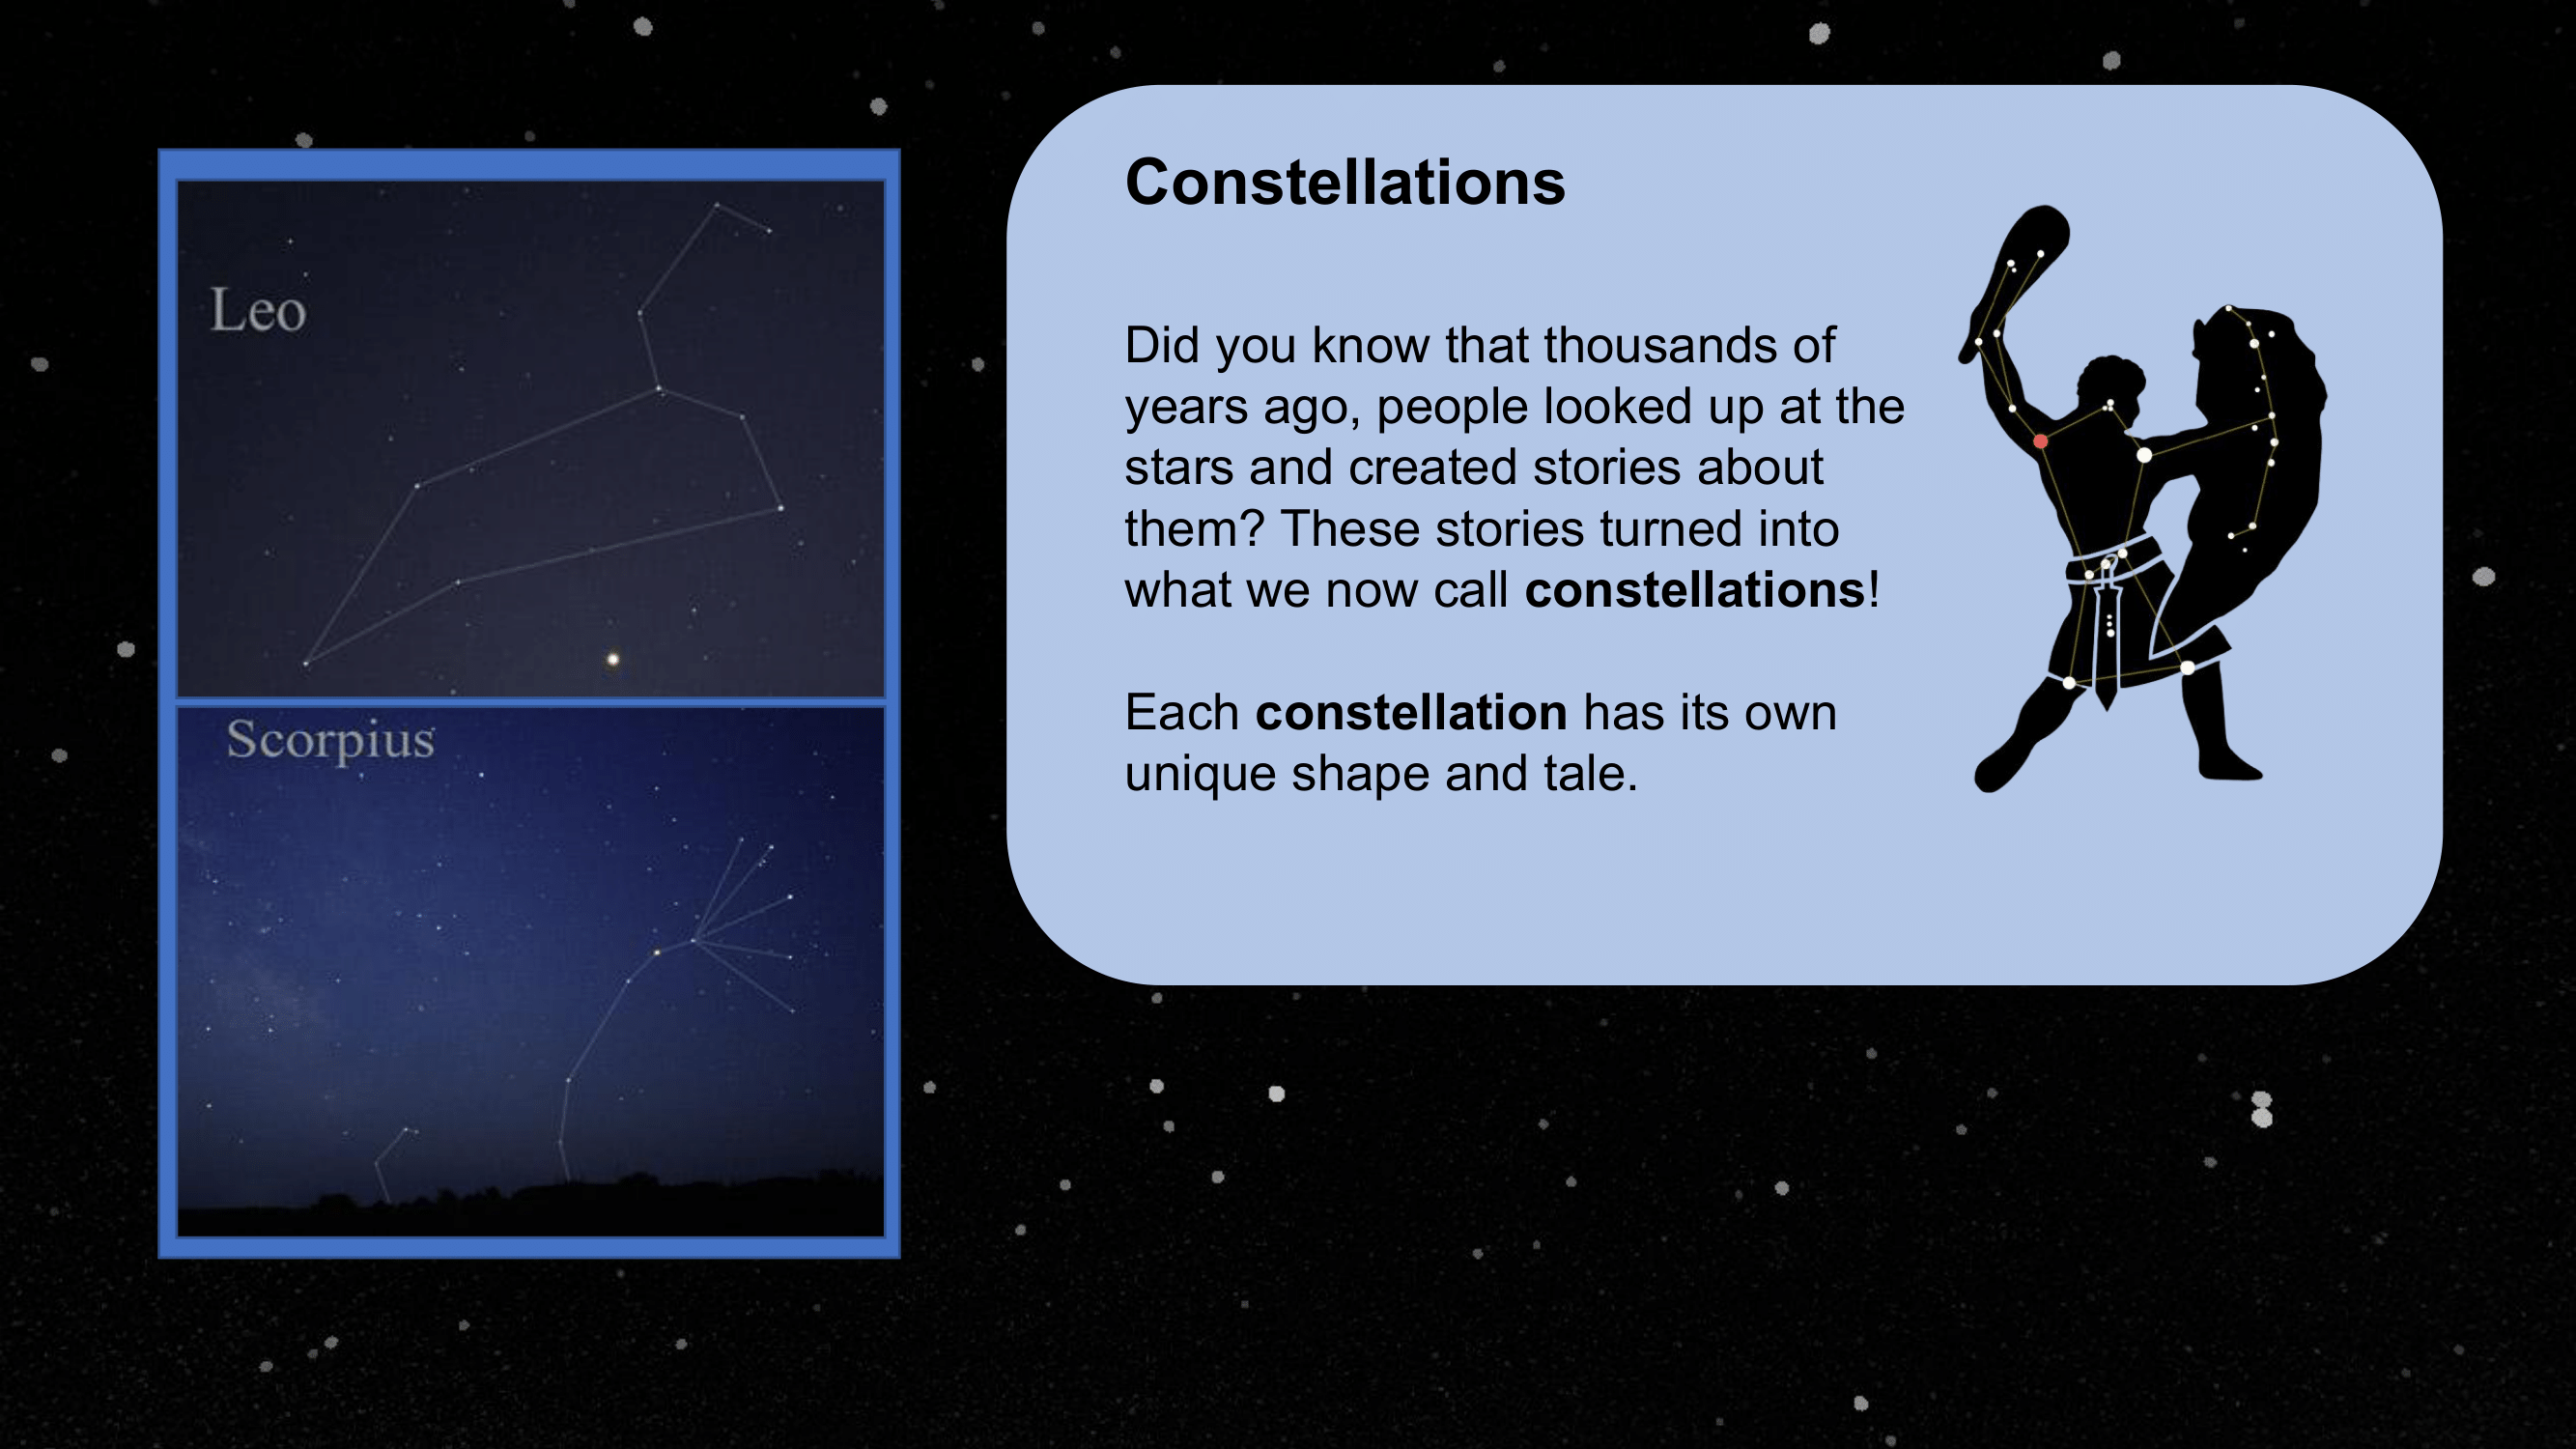 Leo
Scorpius
Constellations
Did you know that thousands of
years ago, people looked up at the
stars and created stories about
them? These stories turned into
what we now call constellations!
Each constellation has its own
unique shape and tale.